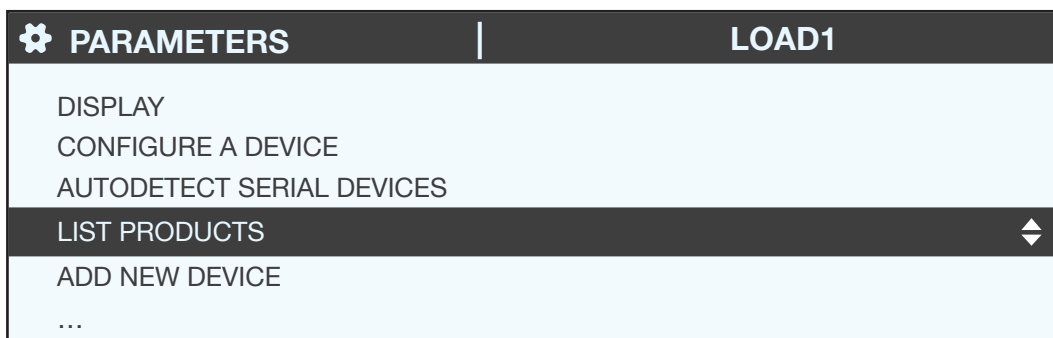 PARAMETERS | LOAD1
DISPLAY
CONFIGURE A DEVICE
AUTODETECT SERIAL DEVICES
LIST PRODUCTS
ADD NEW DEVICE
...